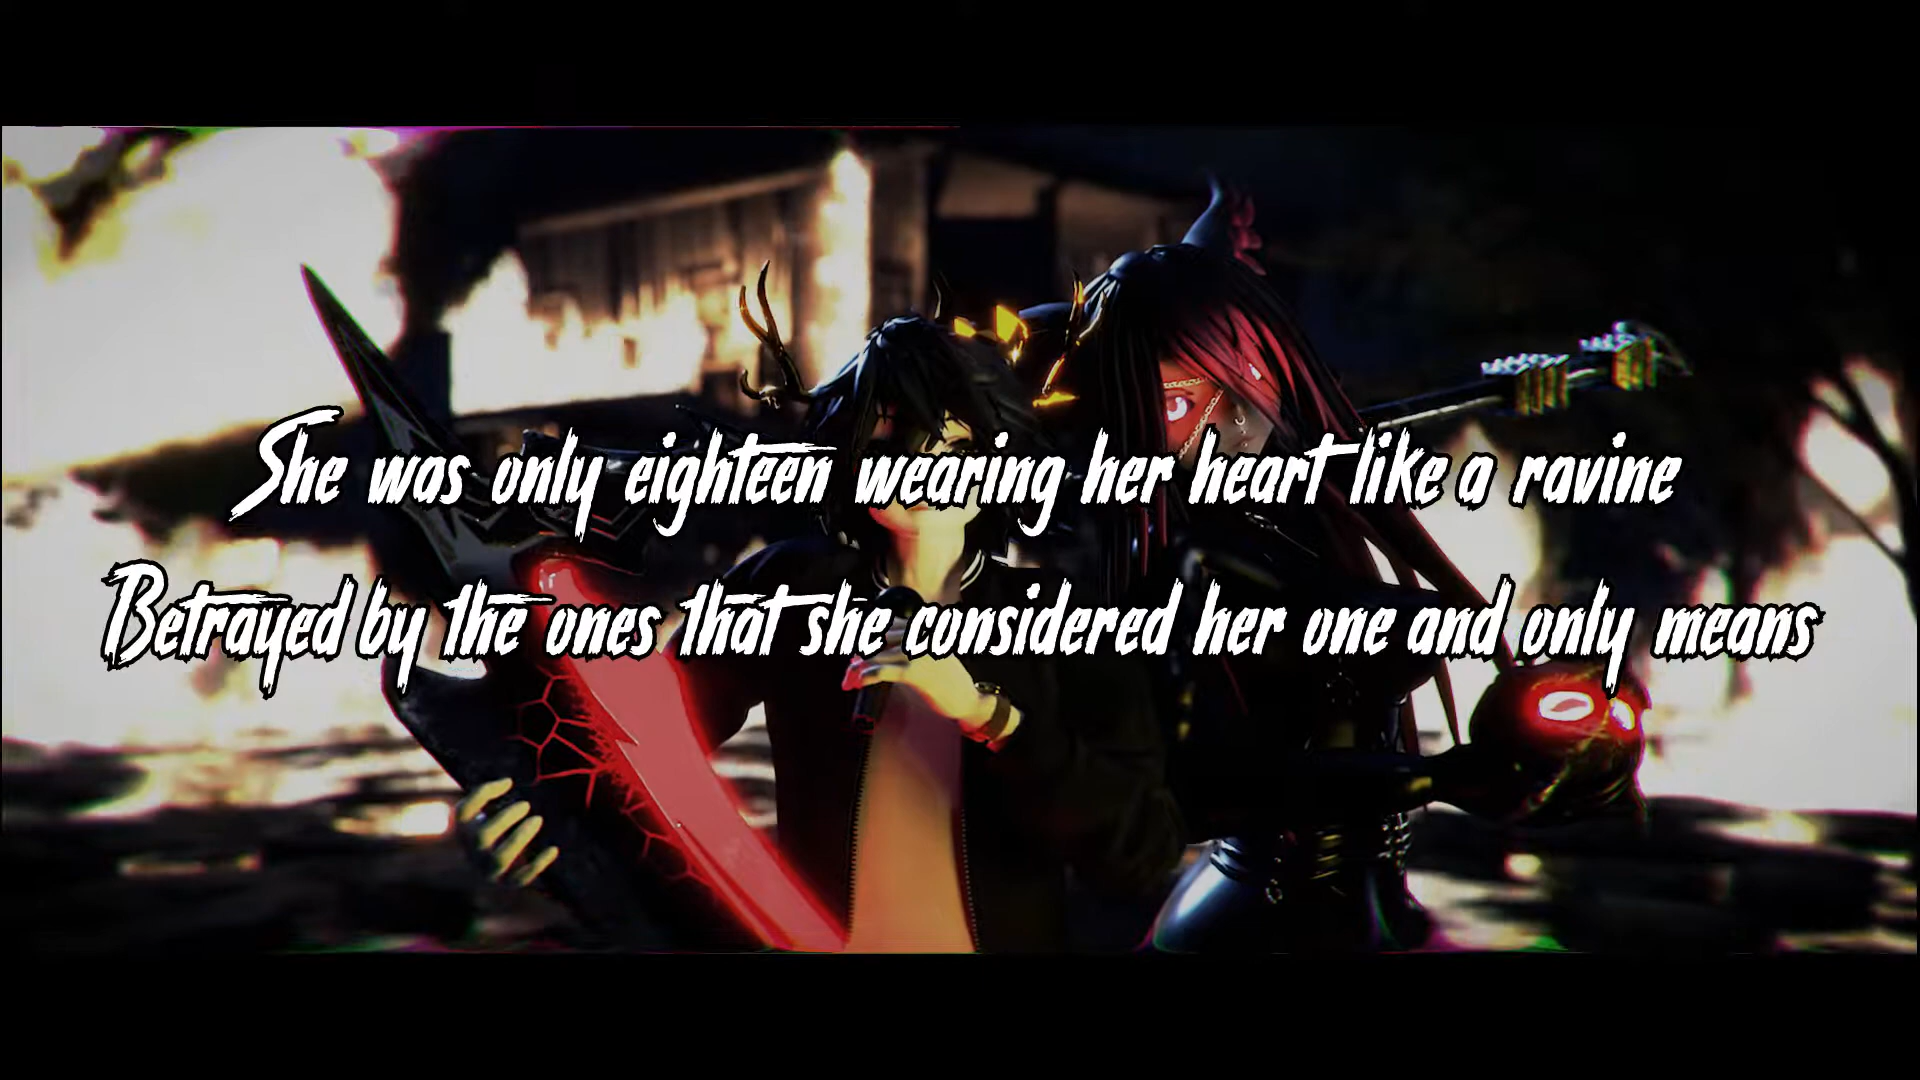 She was only eighteen wearing her heart like a ravine
Betrayed by the ones that she considered her one and only means